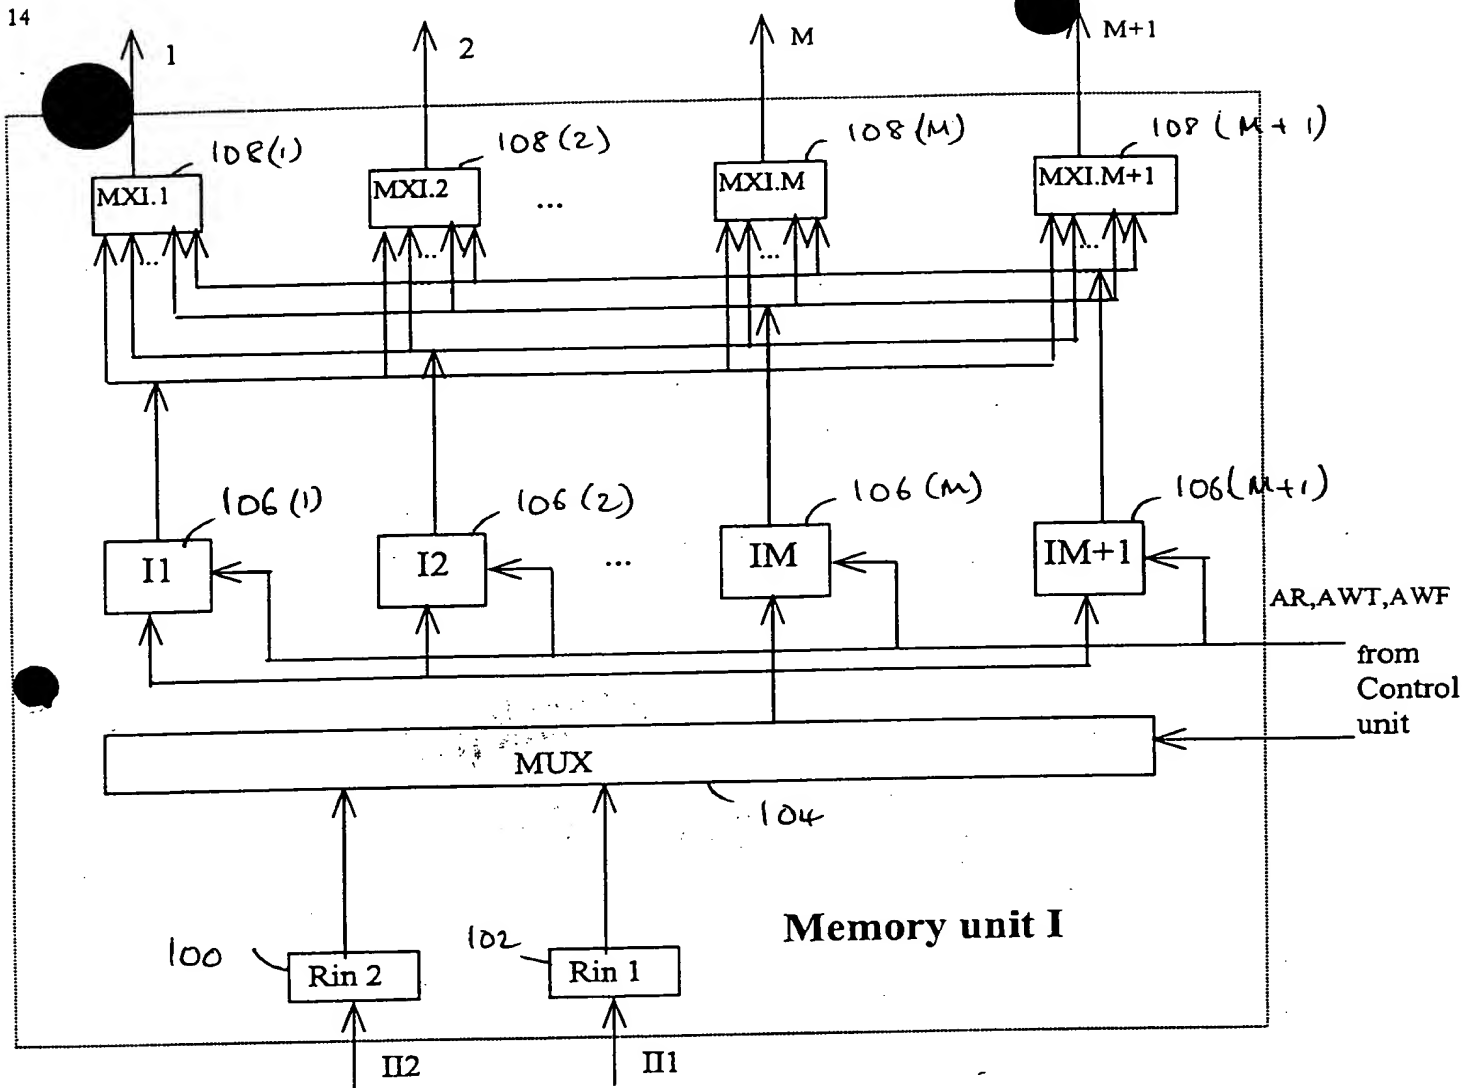 14
1
2
M
M+1
108(1)
108(2)
108(M)
108(M+1)
MXI.1
MXI.2
...
MXI.M
MXI.M+1
...
...
...
...
106(1)
106(2)
106(M)
106(M+1)
I1
I2
...
IM
IM+1
AR,AWT,AWF
from
Control
unit
MUX
104
Memory unit I
100
102
Rin 2
Rin 1
II2
II1